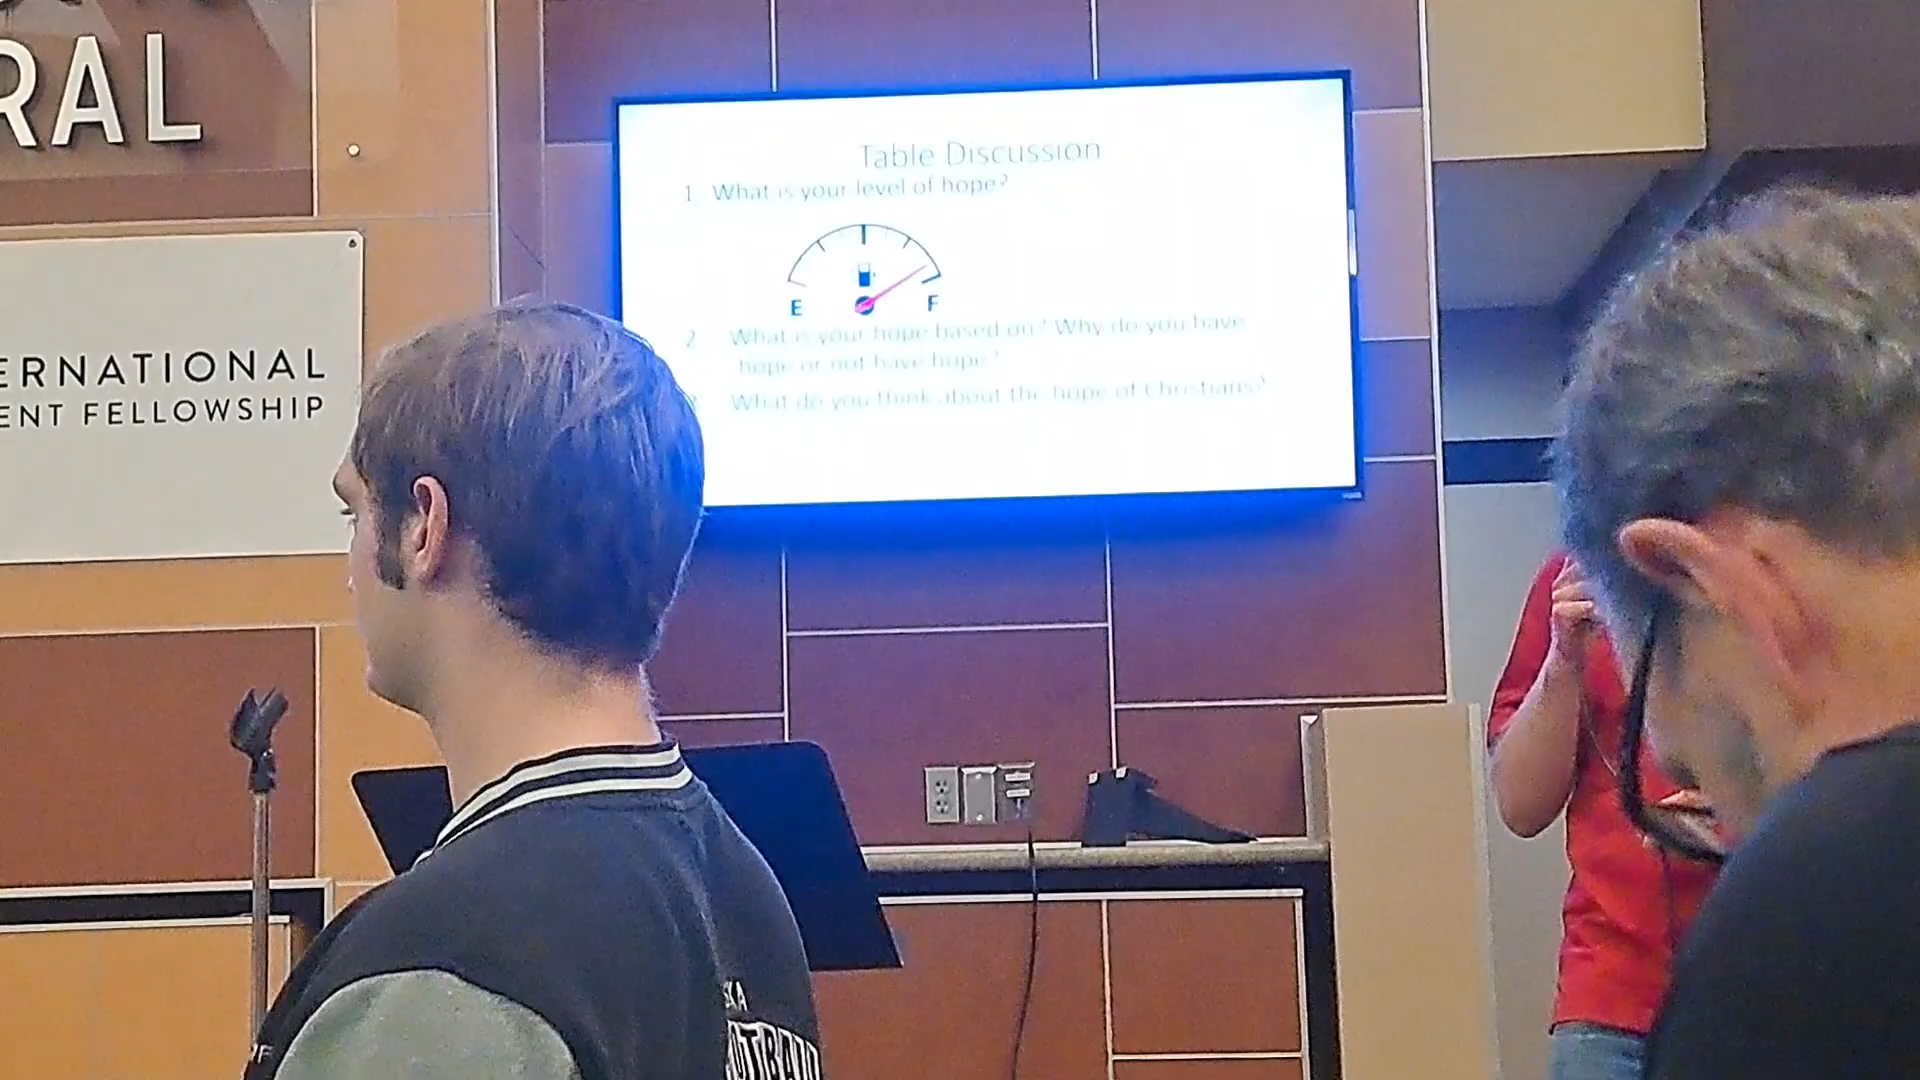 RAL
ERNATIONAL
ENT FELLOWSHIP
Table Discussion
1. What is your level of hope?
E F
2. What is your hope based on? Why do you have
hope or not have hope?
What do you think about the hope of Christians?
SKA